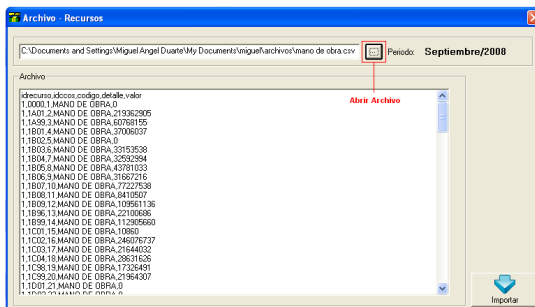 Archivo - Recursos
C:\Documents and Settings\Miguel Angel Duarte\My Documents\miguel\archivos\mano de obra.csv
...
Periodo: Septiembre/2008
Archivo
Abrir Archivo
idrecurso,idccos,codigo,detalle,valor
1,0000,1,MANO DE OBRA,0
1,1A01,2,MANO DE OBRA,219362905
1,1A99,3,MANO DE OBRA,60768155
1,1B01,4,MANO DE OBRA,37006037
1,1B02,5,MANO DE OBRA,0
1,1B03,6,MANO DE OBRA,33153538
1,1B04,7,MANO DE OBRA,32592994
1,1B05,8,MANO DE OBRA,43781033
1,1B06,9,MANO DE OBRA,31667216
1,1B07,10,MANO DE OBRA,77227538
1,1B08,11,MANO DE OBRA,8410507
1,1B09,12,MANO DE OBRA,109561136
1,1B96,13,MANO DE OBRA,22100686
1,1B99,14,MANO DE OBRA,112905660
1,1C01,15,MANO DE OBRA,10860
1,1C02,16,MANO DE OBRA,246076737
1,1C03,17,MANO DE OBRA,21644032
1,1C04,18,MANO DE OBRA,28631626
1,1C98,19,MANO DE OBRA,17326491
1,1C99,20,MANO DE OBRA,21964307
1,1D01,21,MANO DE OBRA,0
1,1D02,22,MANO DE OBRA,0
Importar